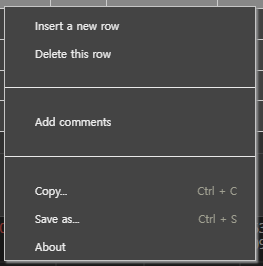 Insert a new row
Delete this row
Add comments
Copy... Ctrl + C
Save as... Ctrl + S
About